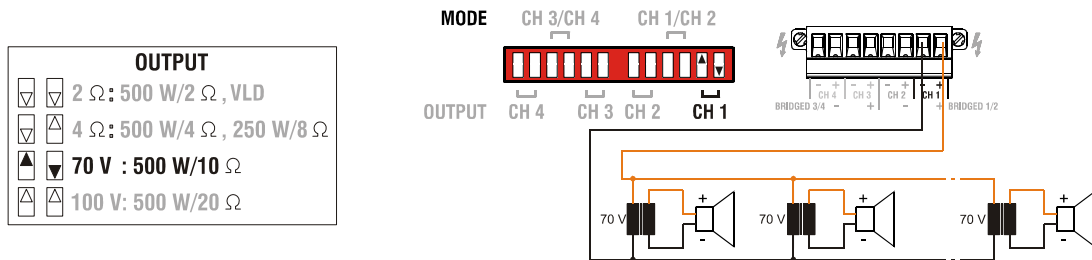 OUTPUT
2 Ω: 500 W/2 Ω , VLD
4 Ω: 500 W/4 Ω , 250 W/8 Ω
70 V : 500 W/10 Ω
100 V: 500 W/20 Ω
MODE CH 3/CH 4 CH 1/CH 2
OUTPUT CH 4 CH 3 CH 2 CH 1
- + - + - + - +
CH 4 CH 3 CH 2 CH 1
BRIDGED 3/4 - + - + BRIDGED 1/2
70 V + -
70 V + -
70 V + -